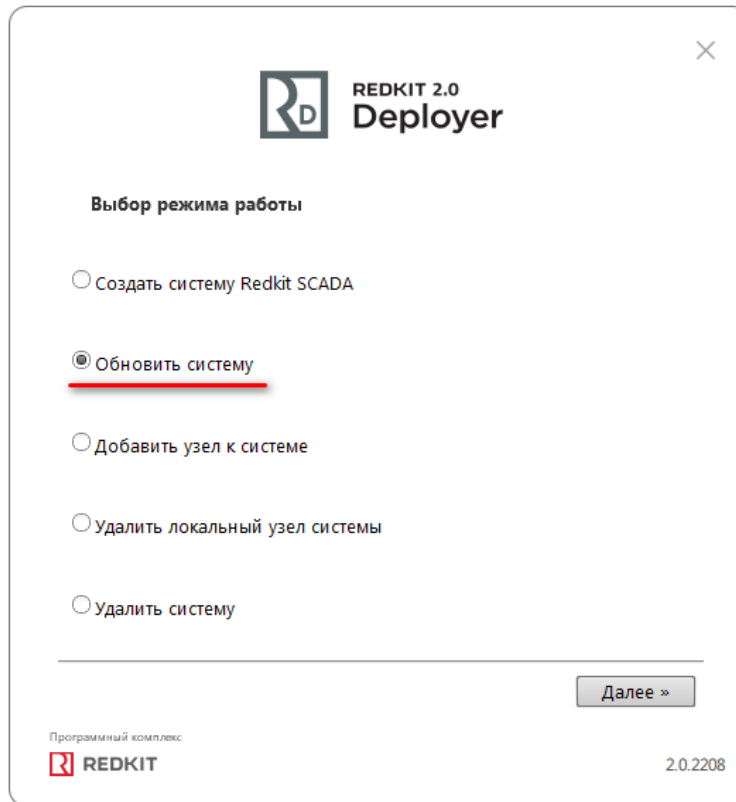 REDKIT 2.0
Deployer
Выбор режима работы
Создать систему Redkit SCADA
Обновить систему
Добавить узел к системе
Удалить локальный узел системы
Удалить систему
Далее »
Программный комплекс
REDKIT
2.0.2208